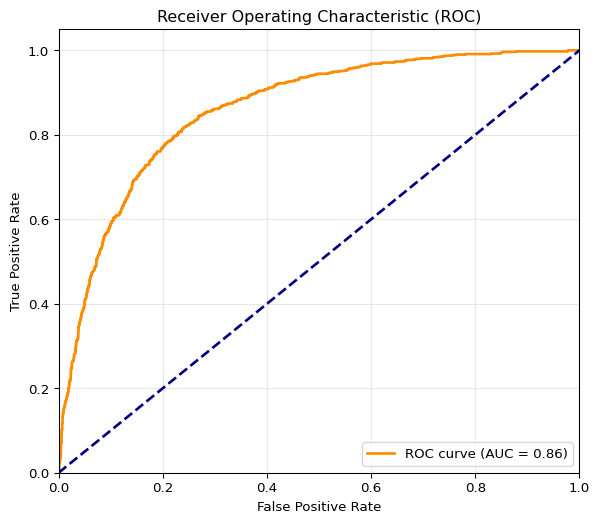 Receiver Operating Characteristic (ROC)
True Positive Rate
1.0
0.8
0.6
0.4
0.2
0.0
0.0 0.2 0.4 0.6 0.8 1.0
False Positive Rate
ROC curve (AUC = 0.86)